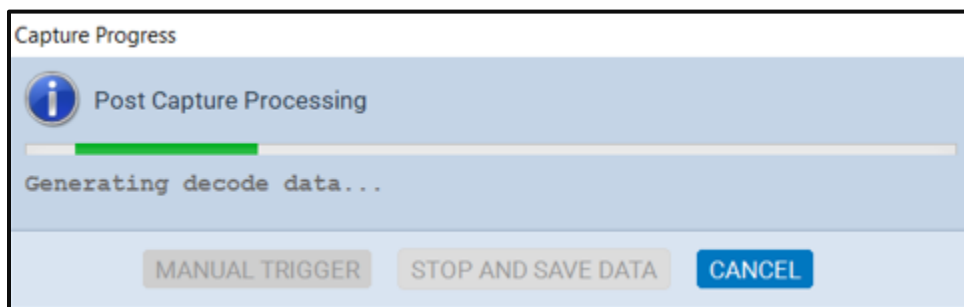 Capture Progress
Post Capture Processing
Generating decode data...
MANUAL TRIGGER STOP AND SAVE DATA CANCEL